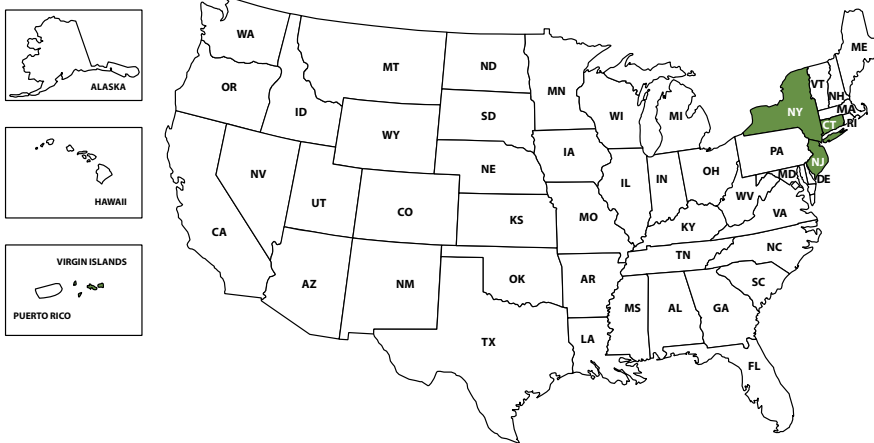 WA
MT
ND
MN
ME
VT
NH
MA
RI
CT
NY
OR
ID
SD
WI
MI
WY
ALASKA
IA
PA
NJ
NE
OH
NV
IL
IN
MD
DE
UT
CO
WV
VA
HAWAII
KS
MO
KY
CA
NC
TN
VIRGIN ISLANDS
AZ
NM
OK
AR
SC
MS
AL
GA
PUERTO RICO
TX
LA
FL